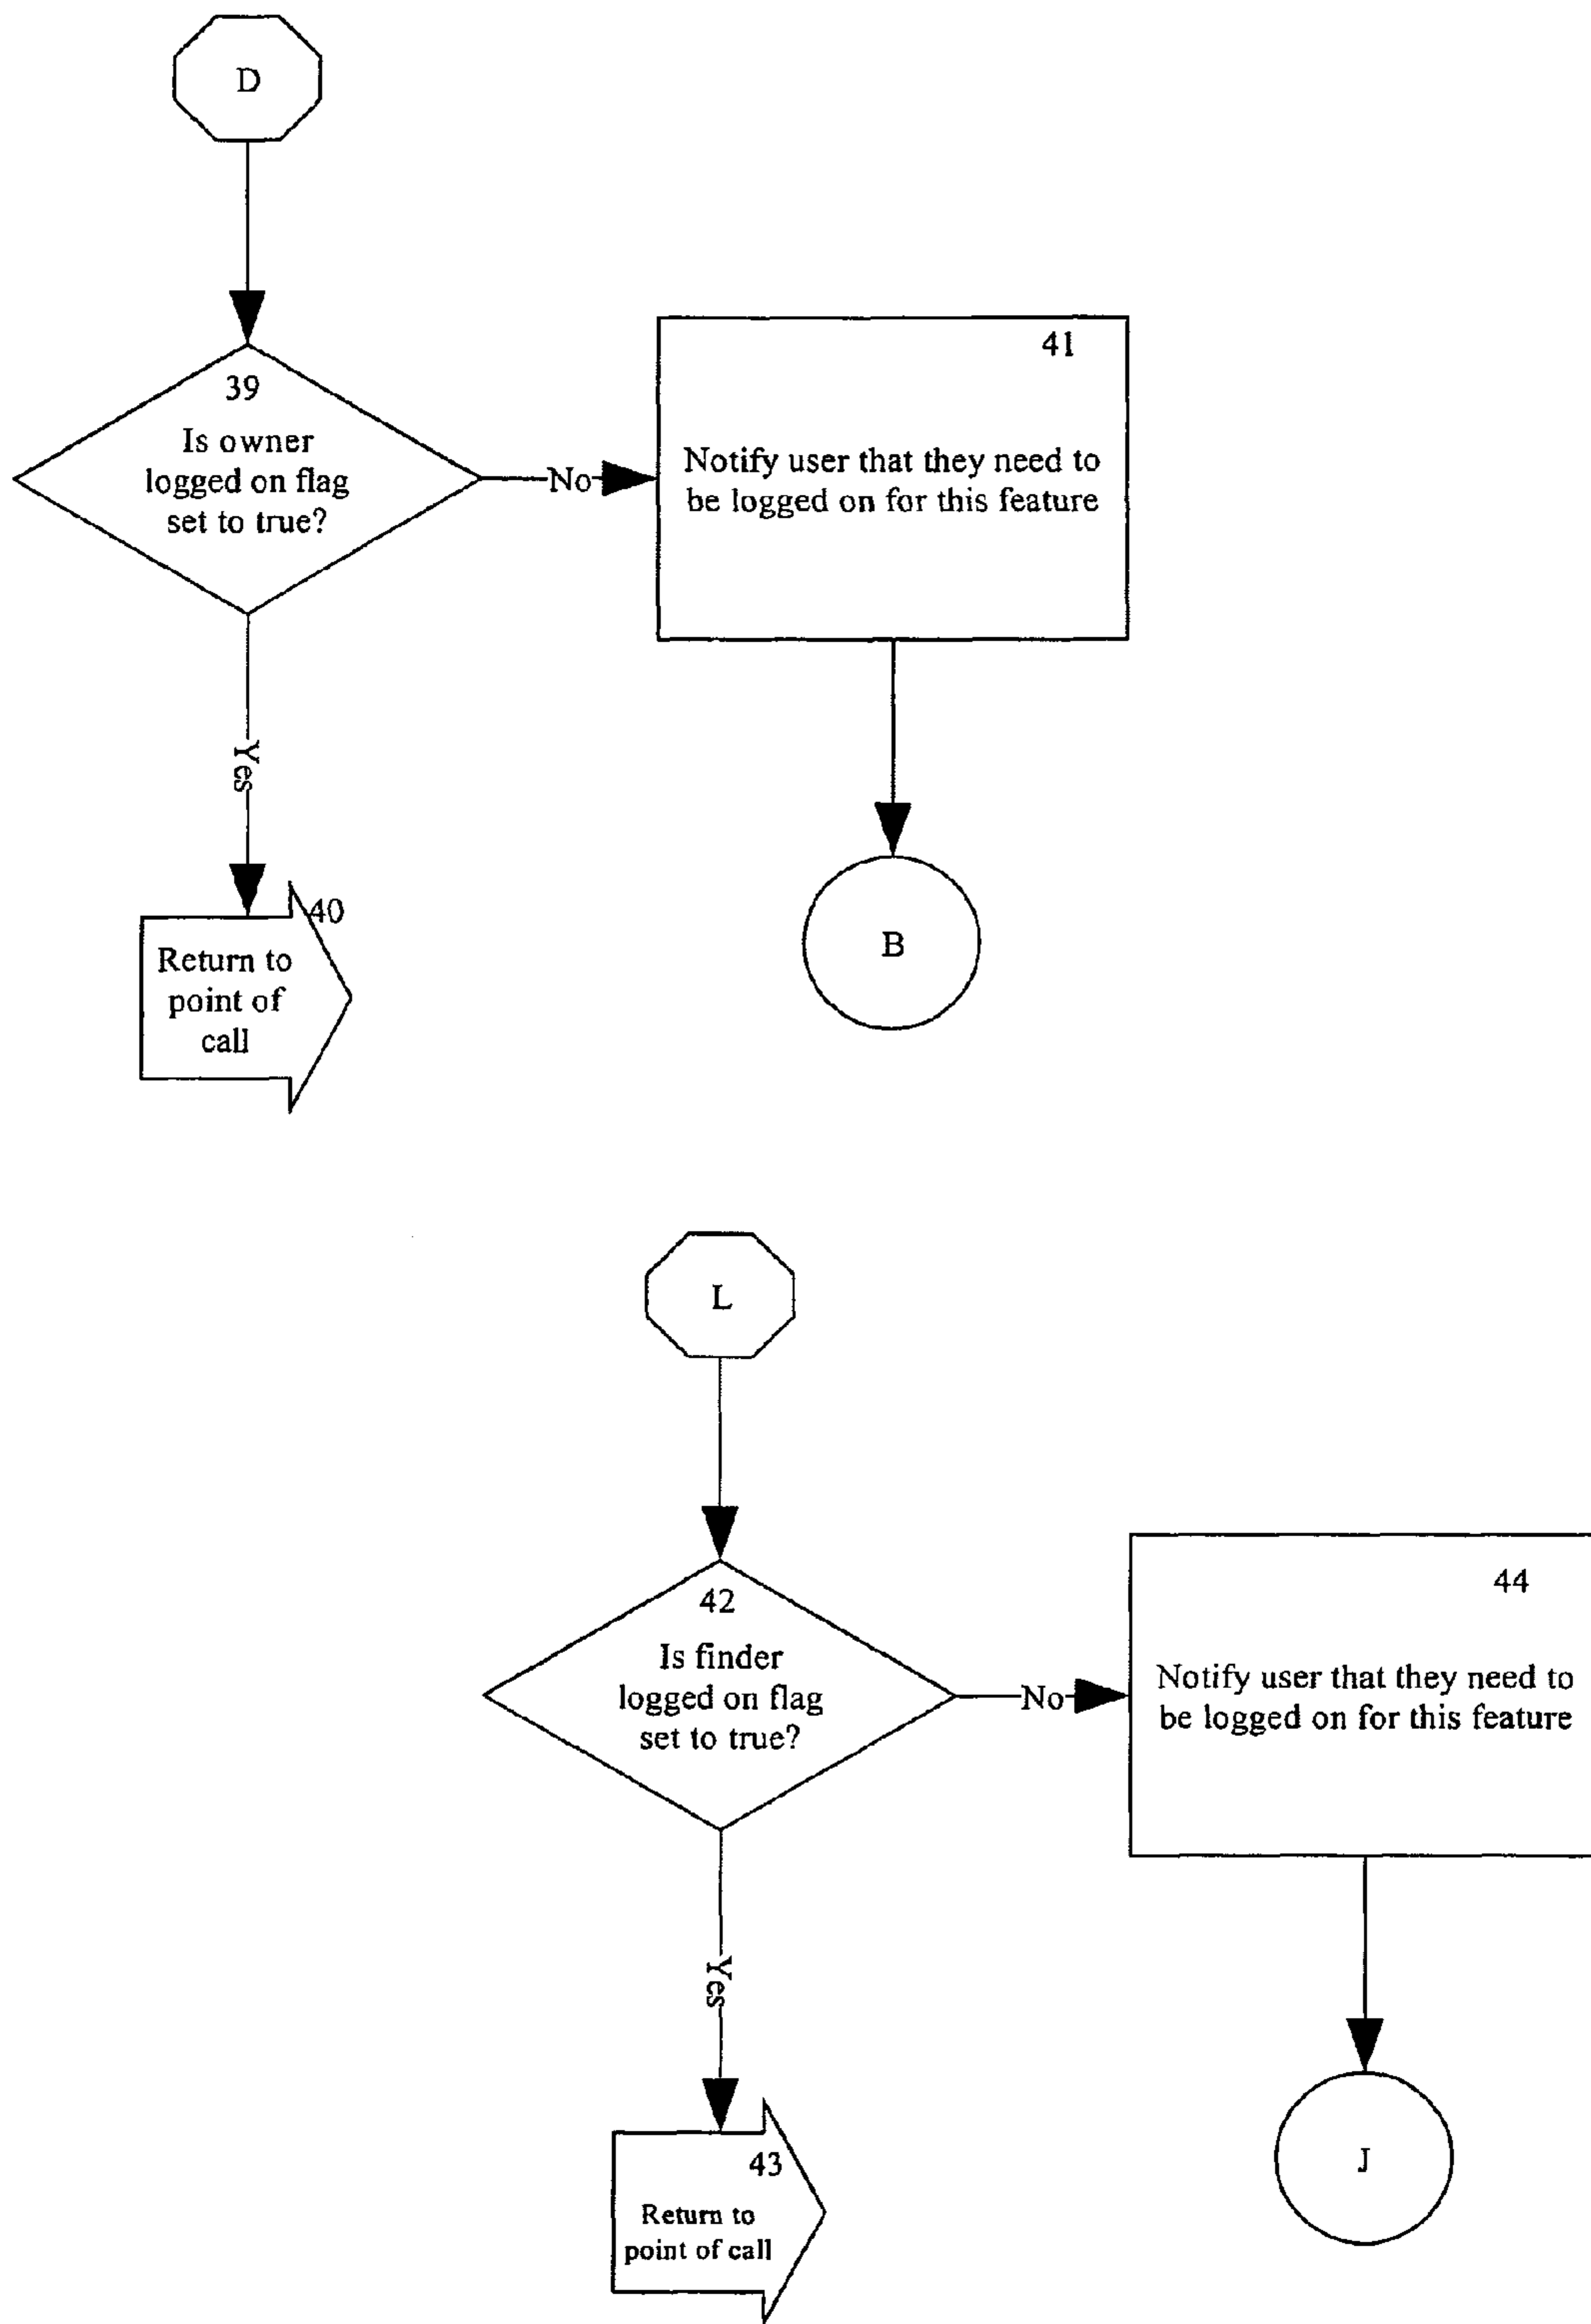 D
39
Is owner
logged on flag
set to true?
No
41
Notify user that they need to
be logged on for this feature
Yes
40
Return to
point of
call
B
L
42
Is finder
logged on flag
set to true?
No
44
Notify user that they need to
be logged on for this feature
Yes
43
Return to
point of call
J